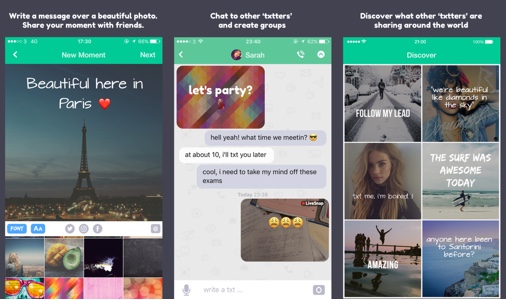 Write a message over a beautiful photo.
Share your moment with friends.
3 4G
17:30
66%
New Moment
Next
Beautiful here in
Paris ❤️
FONT
AA
Chat to other 'txtters'
and create groups
23:44
62%
Sarah
let's party?
hell yeah! what time we meetin? 😎
at about 10, i'll txt you later
cool, i need to take my mind off these
exams
Today 23:38
LiveSnap
😩😩😩
write a txt ...
Discover what other 'txtters' are
sharing around the world
21:00
100%
Discover
FOLLOW MY LEAD
"we're beautiful
like diamonds in
the sky"
txt me, i'm bored! !
THE SURF WAS
AWESOME
TODAY
AMAZING
anyone here been
to Santorini
before?